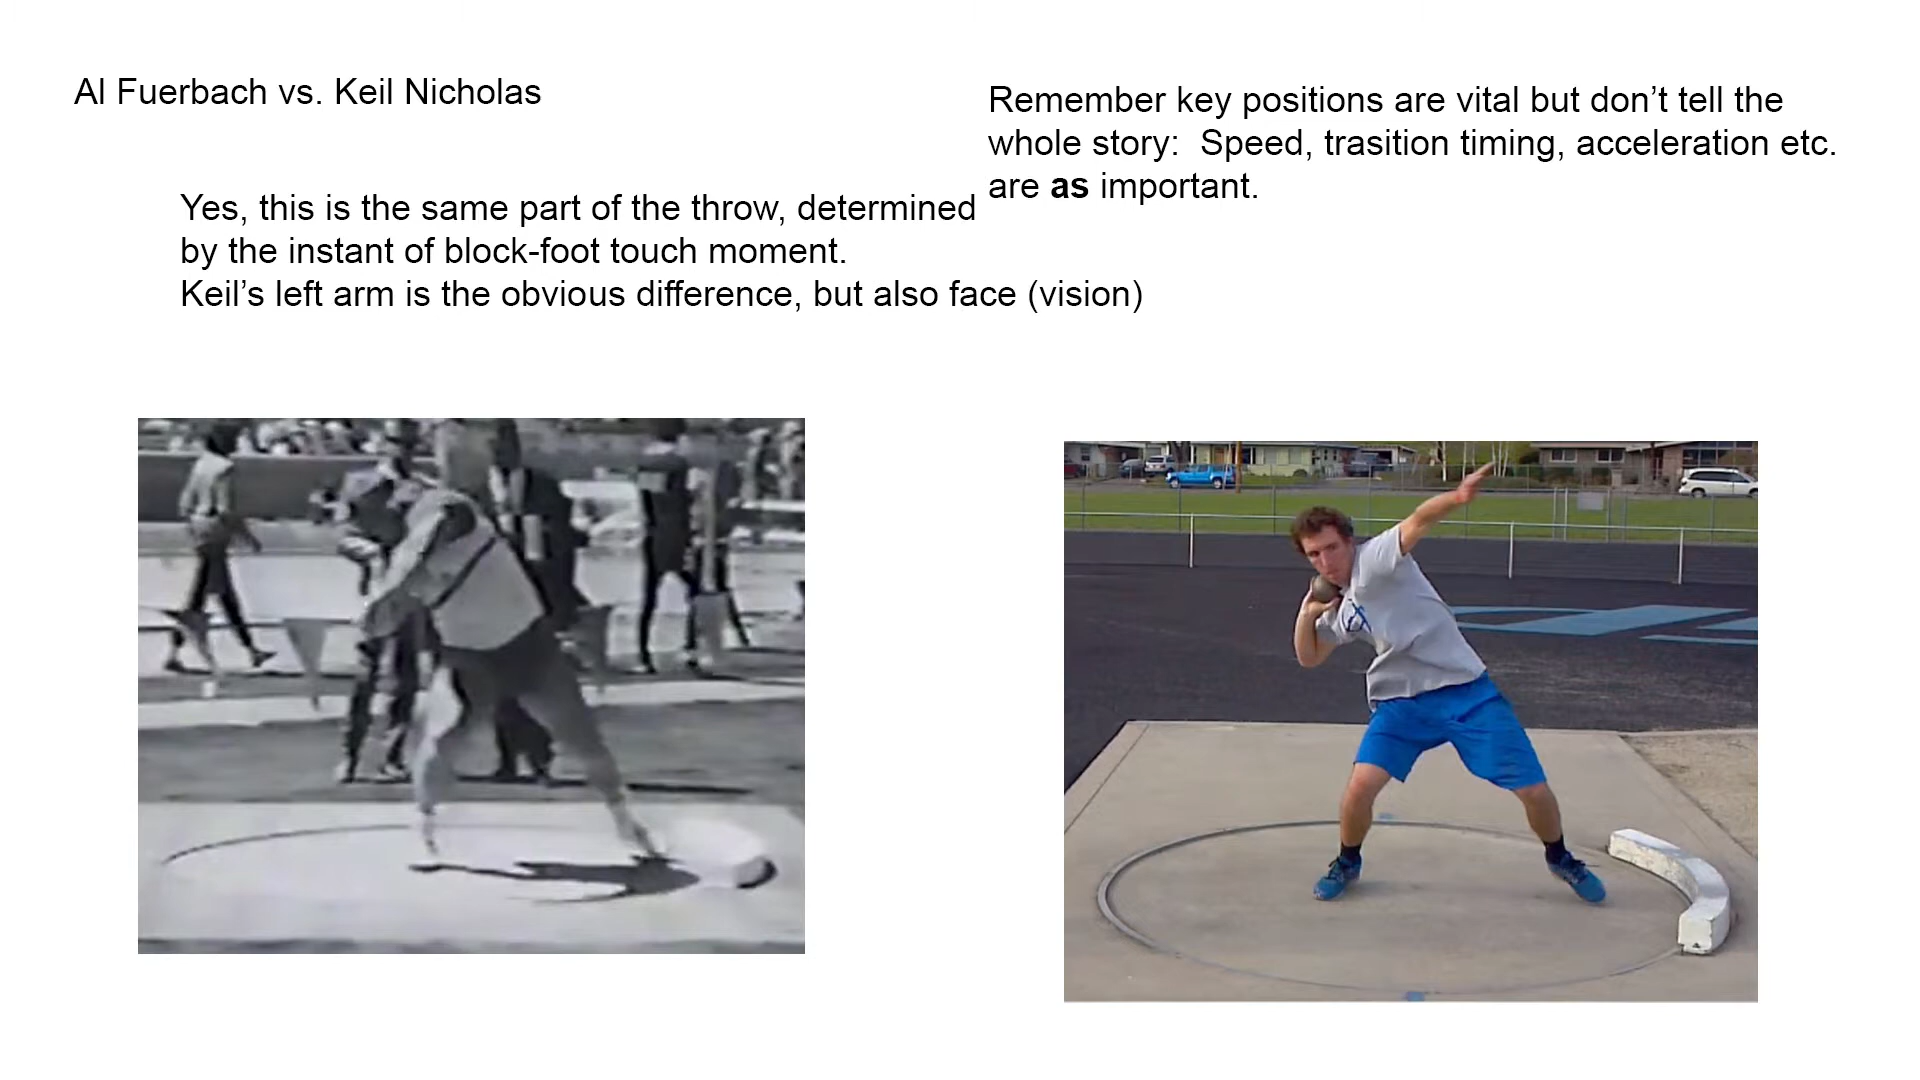 Al Fuerbach vs. Keil Nicholas
Yes, this is the same part of the throw, determined
by the instant of block-foot touch moment.
Keil’s left arm is the obvious difference, but also face (vision)
Remember key positions are vital but don’t tell the
whole story:  Speed, trasition timing, acceleration etc.
are as important.